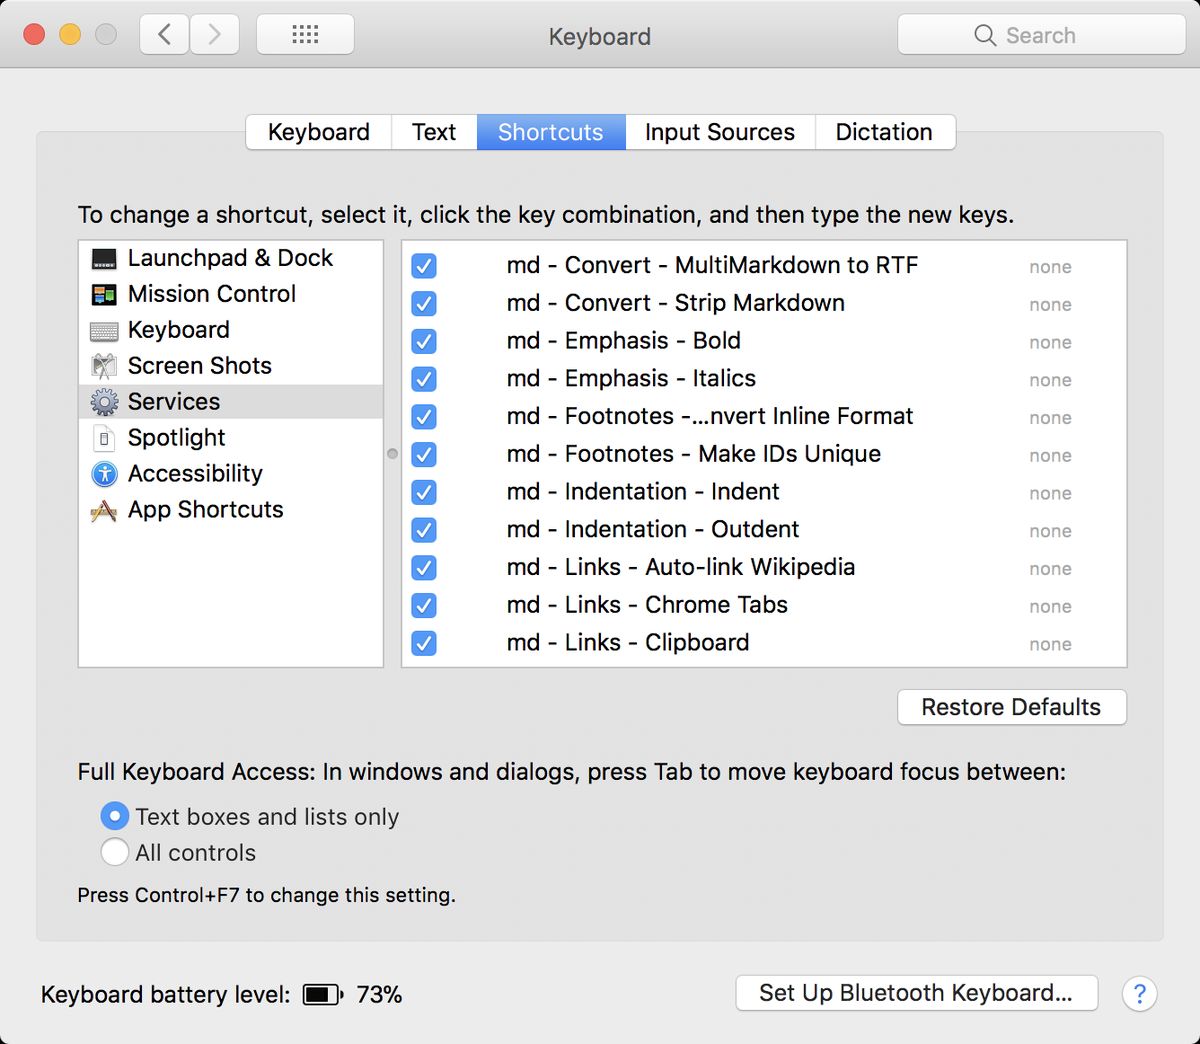 Keyboard
Search
Keyboard
Text
Shortcuts
Input Sources
Dictation
To change a shortcut, select it, click the key combination, and then type the new keys.
Launchpad & Dock
Mission Control
Keyboard
Screen Shots
Services
Spotlight
Accessibility
App Shortcuts
md - Convert - MultiMarkdown to RTF none
md - Convert - Strip Markdown none
md - Emphasis - Bold none
md - Emphasis - Italics none
md - Footnotes -...nvert Inline Format none
md - Footnotes - Make IDs Unique none
md - Indentation - Indent none
md - Indentation - Outdent none
md - Links - Auto-link Wikipedia none
md - Links - Chrome Tabs none
md - Links - Clipboard none
Restore Defaults
Full Keyboard Access: In windows and dialogs, press Tab to move keyboard focus between:
Text boxes and lists only
All controls
Press Control+F7 to change this setting.
Keyboard battery level: 73%
Set Up Bluetooth Keyboard...
?